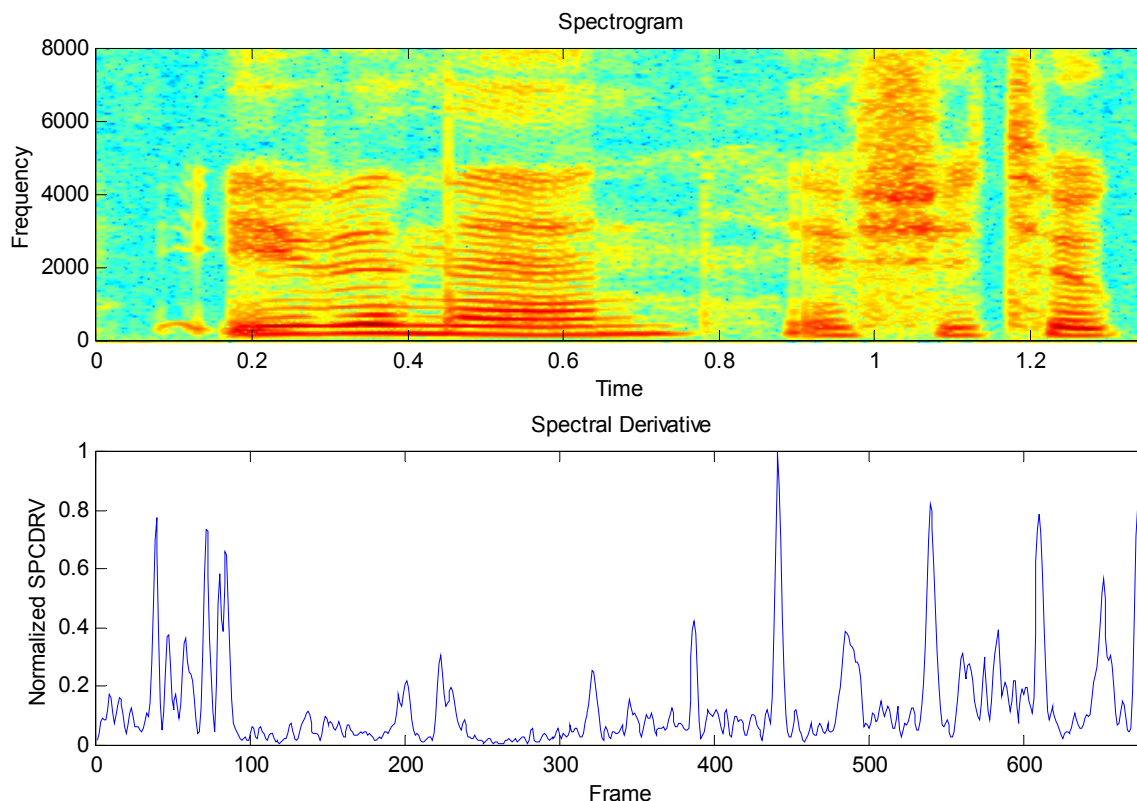 Spectrogram
8000
6000
4000
2000
0
Frequency
0 0.2 0.4 0.6 0.8 1 1.2
Time
Spectral Derivative
1
0.8
0.6
0.4
0.2
0
Normalized SPCDRV
0 100 200 300 400 500 600
Frame